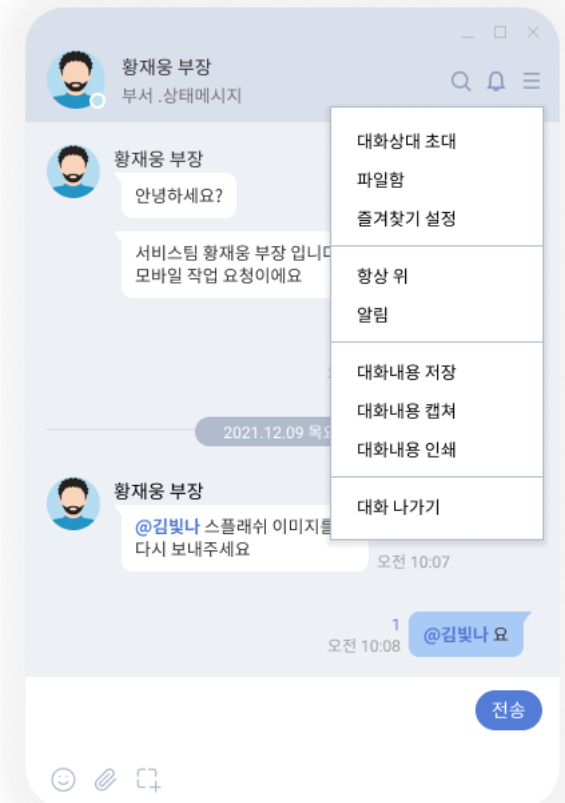 황재웅 부장
부서 .상태메시지
대화상대 초대
파일함
즐겨찾기 설정
항상 위
알림
대화내용 저장
대화내용 캡쳐
대화내용 인쇄
대화 나가기
황재웅 부장
안녕하세요?
서비스팀 황재웅 부장
모바일 작업 요청이에요
2021.12.09
황재웅 부장
@김빛나 스플래쉬 이미지를
다시 보내주세요
오전 10:07
1
오전 10:08
@김빛나 요
전송